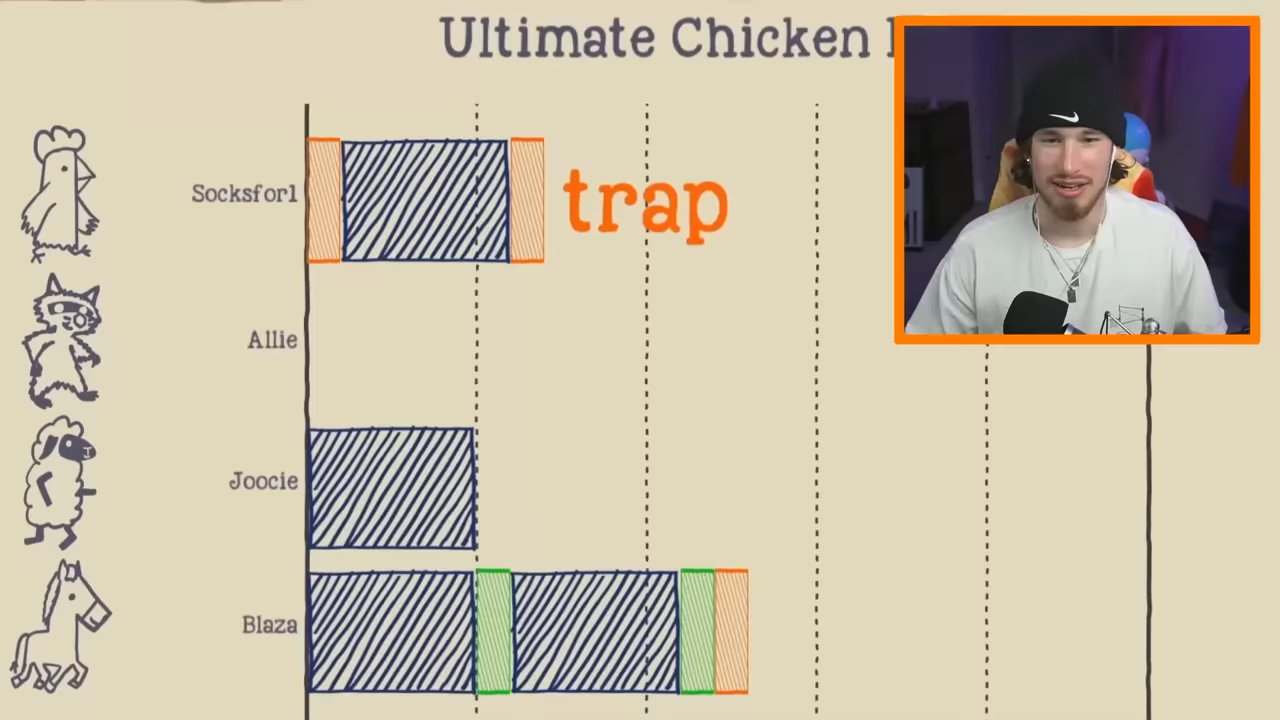 Ultimate Chicken
Socksfor1
trap
Allie
Joocie
Blaza